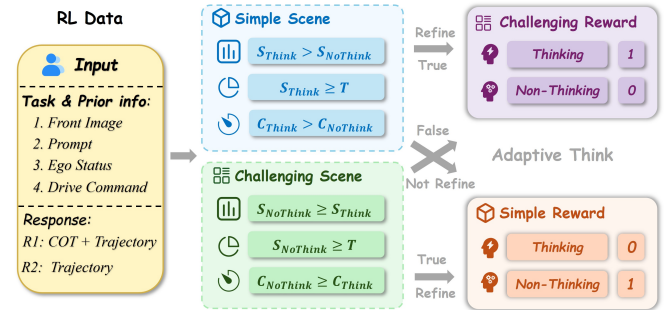 RL Data
Input
Task & Prior info:
1. Front Image
2. Prompt
3. Ego Status
4. Drive Command
Response:
R1: COT + Trajectory
R2: Trajectory
Simple Scene
S_Think > S_NoThink
S_Think ≥ T
C_Think > C_NoThink
Challenging Scene
S_NoThink ≥ S_Think
S_NoThink ≥ T
C_NoThink ≥ C_Think
Refine
True
False
Not Refine
True
Refine
Challenging Reward
Thinking 1
Non-Thinking 0
Adaptive Think
Simple Reward
Thinking 0
Non-Thinking 1